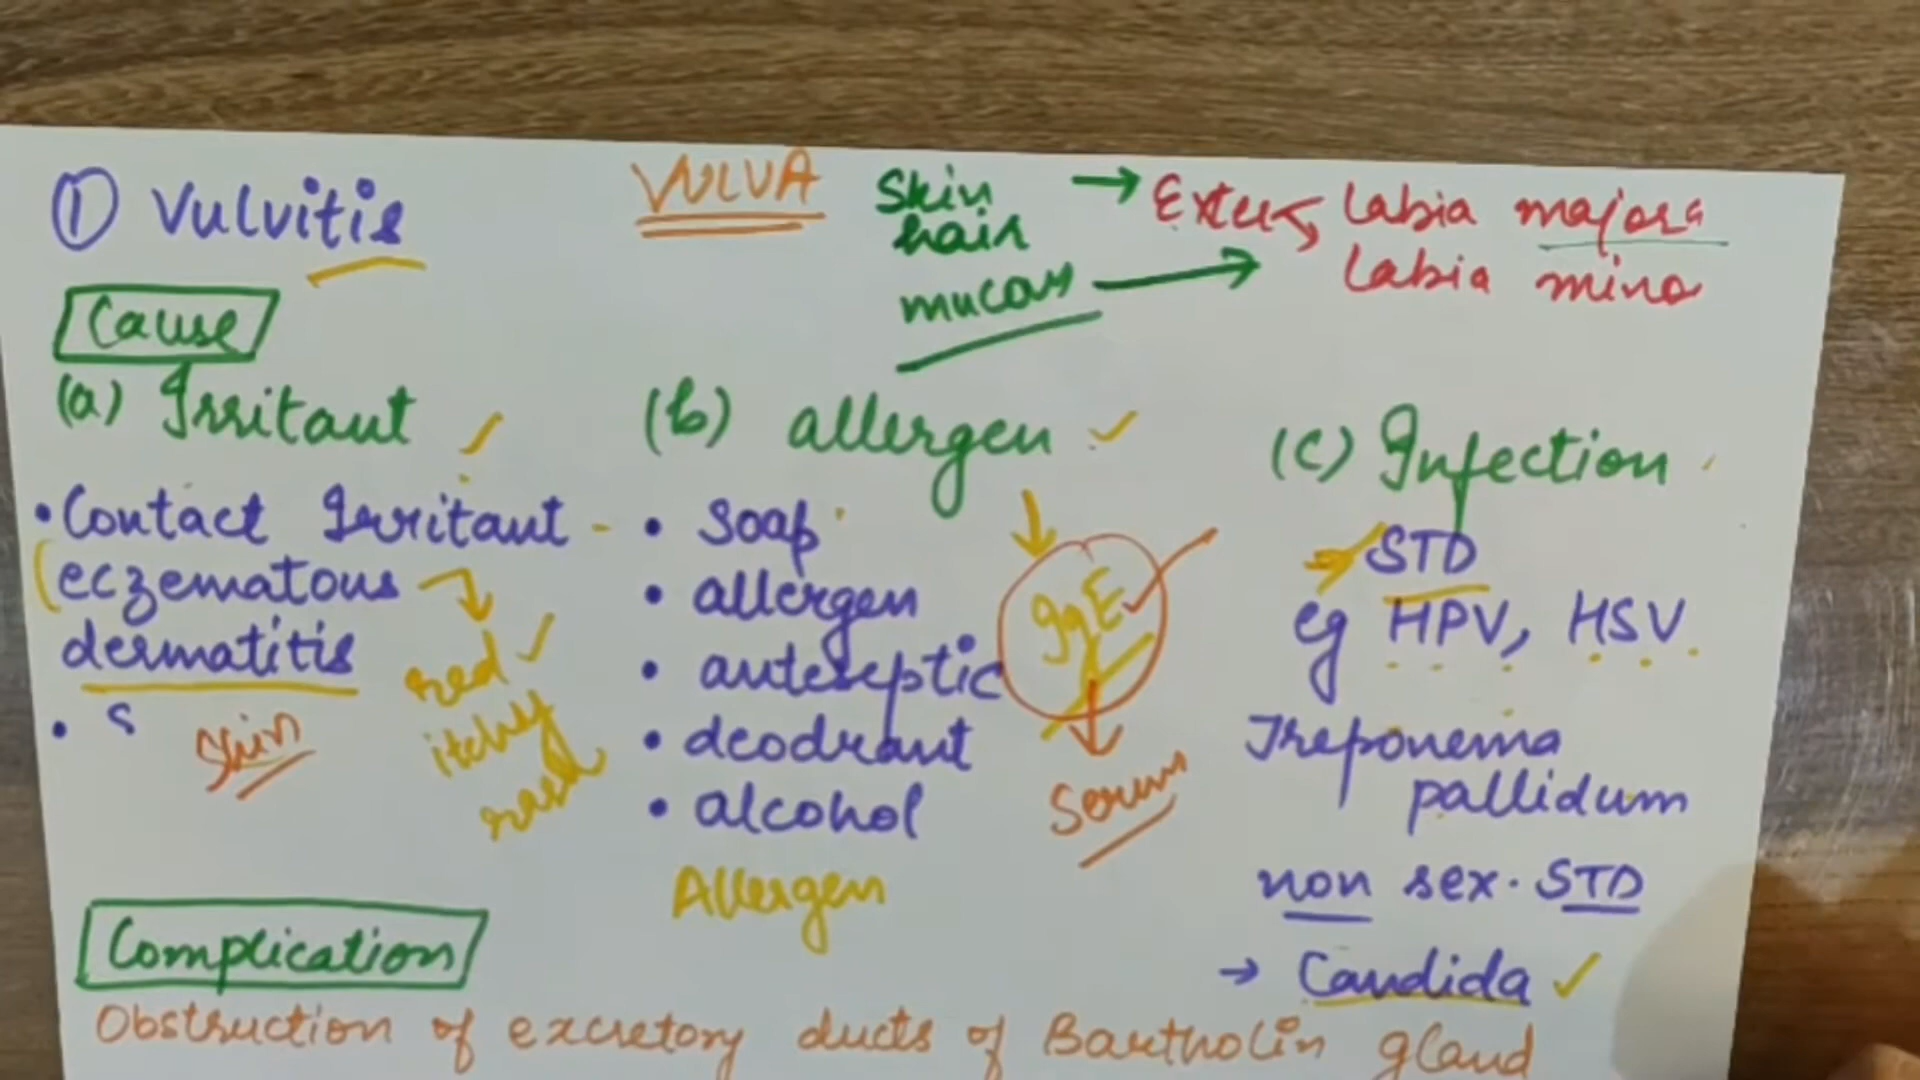 ① Vulvitis
VULVA
Skin → Exter Labia majora
hair
mucous → Labia mino
Cause
(a) Irritant
• Contact Irritant
(eczematous
dermatitis
• S
Skin
red
itchy
rash
(b) allergen
• Soap
• allergen
• anteseptic
• deodrant
• alcohol
Allergen
IgE
Serum
(c) Infection
→ STD
eg HPV, HSV
Treponema
pallidum
non sex. STD
→ Candida
Complication
Obstruction of excretory ducts of Bartholin gland